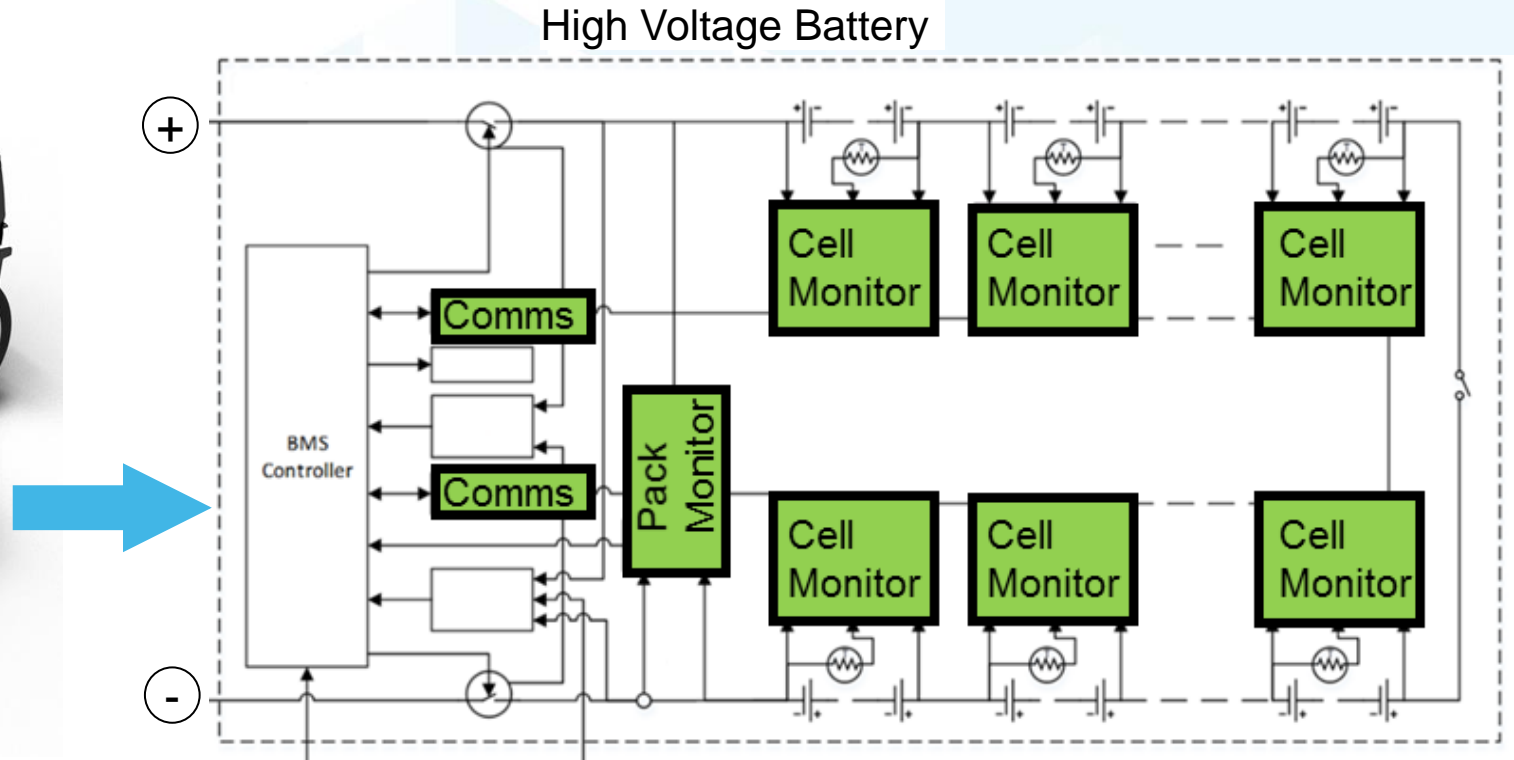 High Voltage Battery
+
+ - + - + - + - + - + -
T T T
Cell
Monitor
Cell
Monitor
Cell
Monitor
Comms
BMS
Controller
Comms
Pack
Monitor
Cell
Monitor
Cell
Monitor
Cell
Monitor
T T T
-
- + - + - + - + - + - +